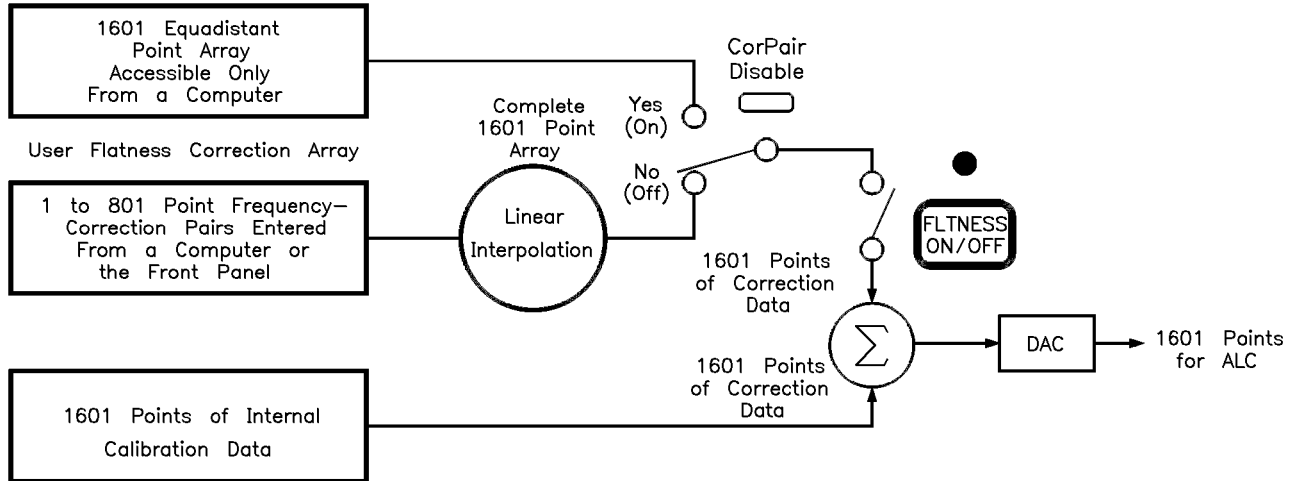 1601 Equadistant
Point Array
Accessible Only
From a Computer
CorPair
Disable
Yes
(On)
Complete
1601 Point
Array
User Flatness Correction Array
No
(Off)
1 to 801 Point Frequency–
Correction Pairs Entered
From a Computer or
the Front Panel
Linear
Interpolation
FLTNESS
ON/OFF
1601 Points
of Correction
Data
Σ
DAC
1601 Paints
for ALC
1601 Points
of Correction
Data
1601 Points of Internal
Calibration Data